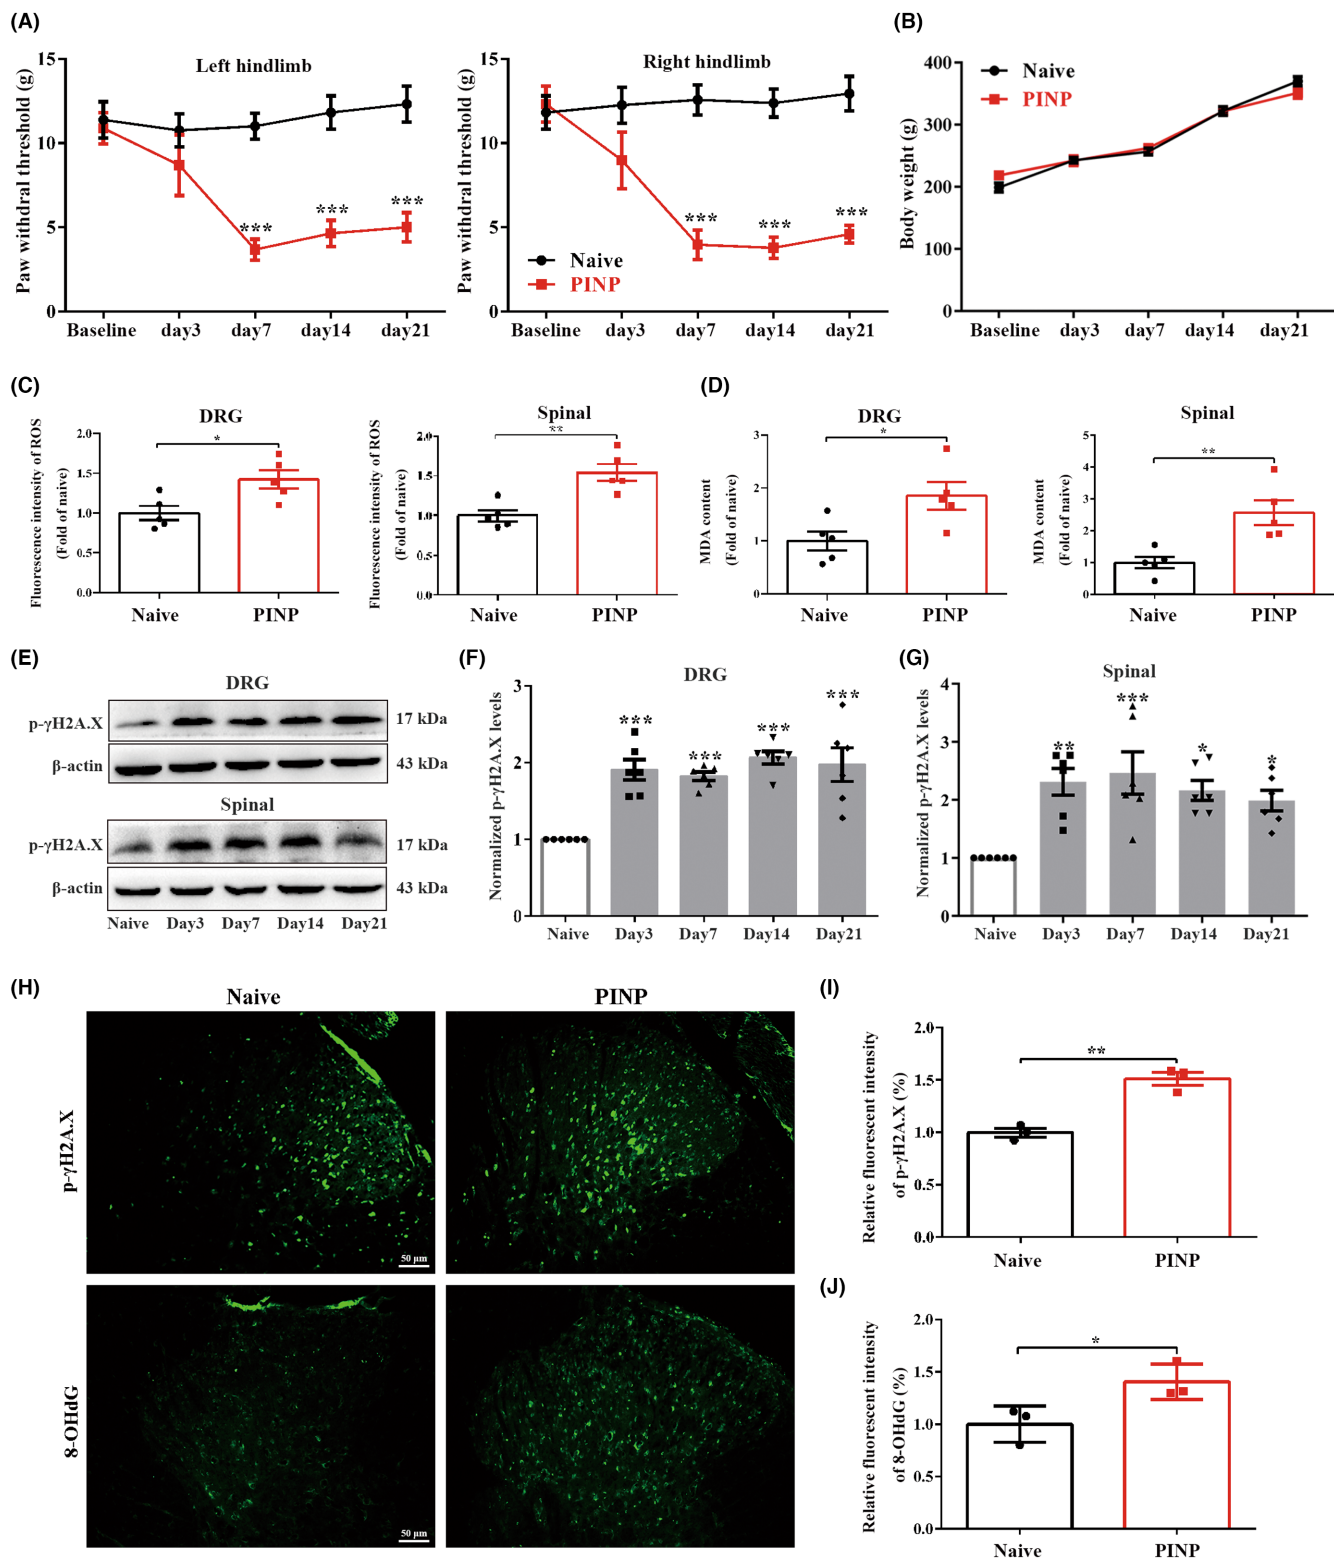 (A)
Left hindlimb
Paw withdral threshold (g)
15
10
5
0
Baseline day3 day7 day14 day21
*** *** ***
Right hindlimb
Paw withdral threshold (g)
15
10
5
0
Baseline day3 day7 day14 day21
*** *** ***
Naive
PINP
(B)
Naive
PINP
Body weight (g)
400
300
200
100
0
Baseline day3 day7 day14 day21
(C)
DRG
Fluorescence intensity of ROS
(Fold of naive)
2.0
1.5
1.0
0.5
0.0
*
Naive PINP
Spinal
Fluorescence intensity of ROS
(Fold of naive)
2.0
1.5
1.0
0.5
0.0
**
Naive PINP
(D)
DRG
MDA content
(Fold of naive)
3
2
1
0
*
Naive PINP
Spinal
MDA content
(Fold of naive)
5
4
3
2
1
0
**
Naive PINP
(E)
DRG
p-γH2A.X 17 kDa
β-actin 43 kDa
Spinal
p-γH2A.X 17 kDa
β-actin 43 kDa
Naive Day3 Day7 Day14 Day21
(F)
DRG
Normalized p-γH2A.X levels
3
2
1
0
*** *** *** ***
Naive Day3 Day7 Day14 Day21
(G)
Spinal
Normalized p-γH2A.X levels
4
3
2
1
0
** *** * *
Naive Day3 Day7 Day14 Day21
(H)
Naive PINP
p-γH2A.X
50 μm
8-OHdG
50 μm
(I)
Relative fluorescent intensity
of p-γH2A.X (%)
2.0
1.5
1.0
0.5
0.0
**
Naive PINP
(J)
Relative fluorescent intensity
of 8-OHdG (%)
2.0
1.5
1.0
0.5
0.0
*
Naive PINP